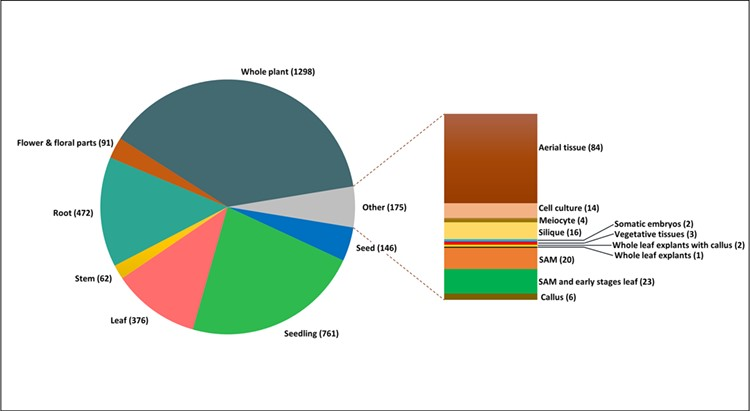 Whole plant (1298)
Flower & floral parts (91)
Root (472)
Stem (62)
Leaf (376)
Seedling (761)
Seed (146)
Other (175)
Aerial tissue (84)
Cell culture (14)
Meiocyte (4)
Silique (16)
Somatic embryos (2)
Vegetative tissues (3)
Whole leaf explants with callus (2)
Whole leaf explants (1)
SAM (20)
SAM and early stages leaf (23)
Callus (6)